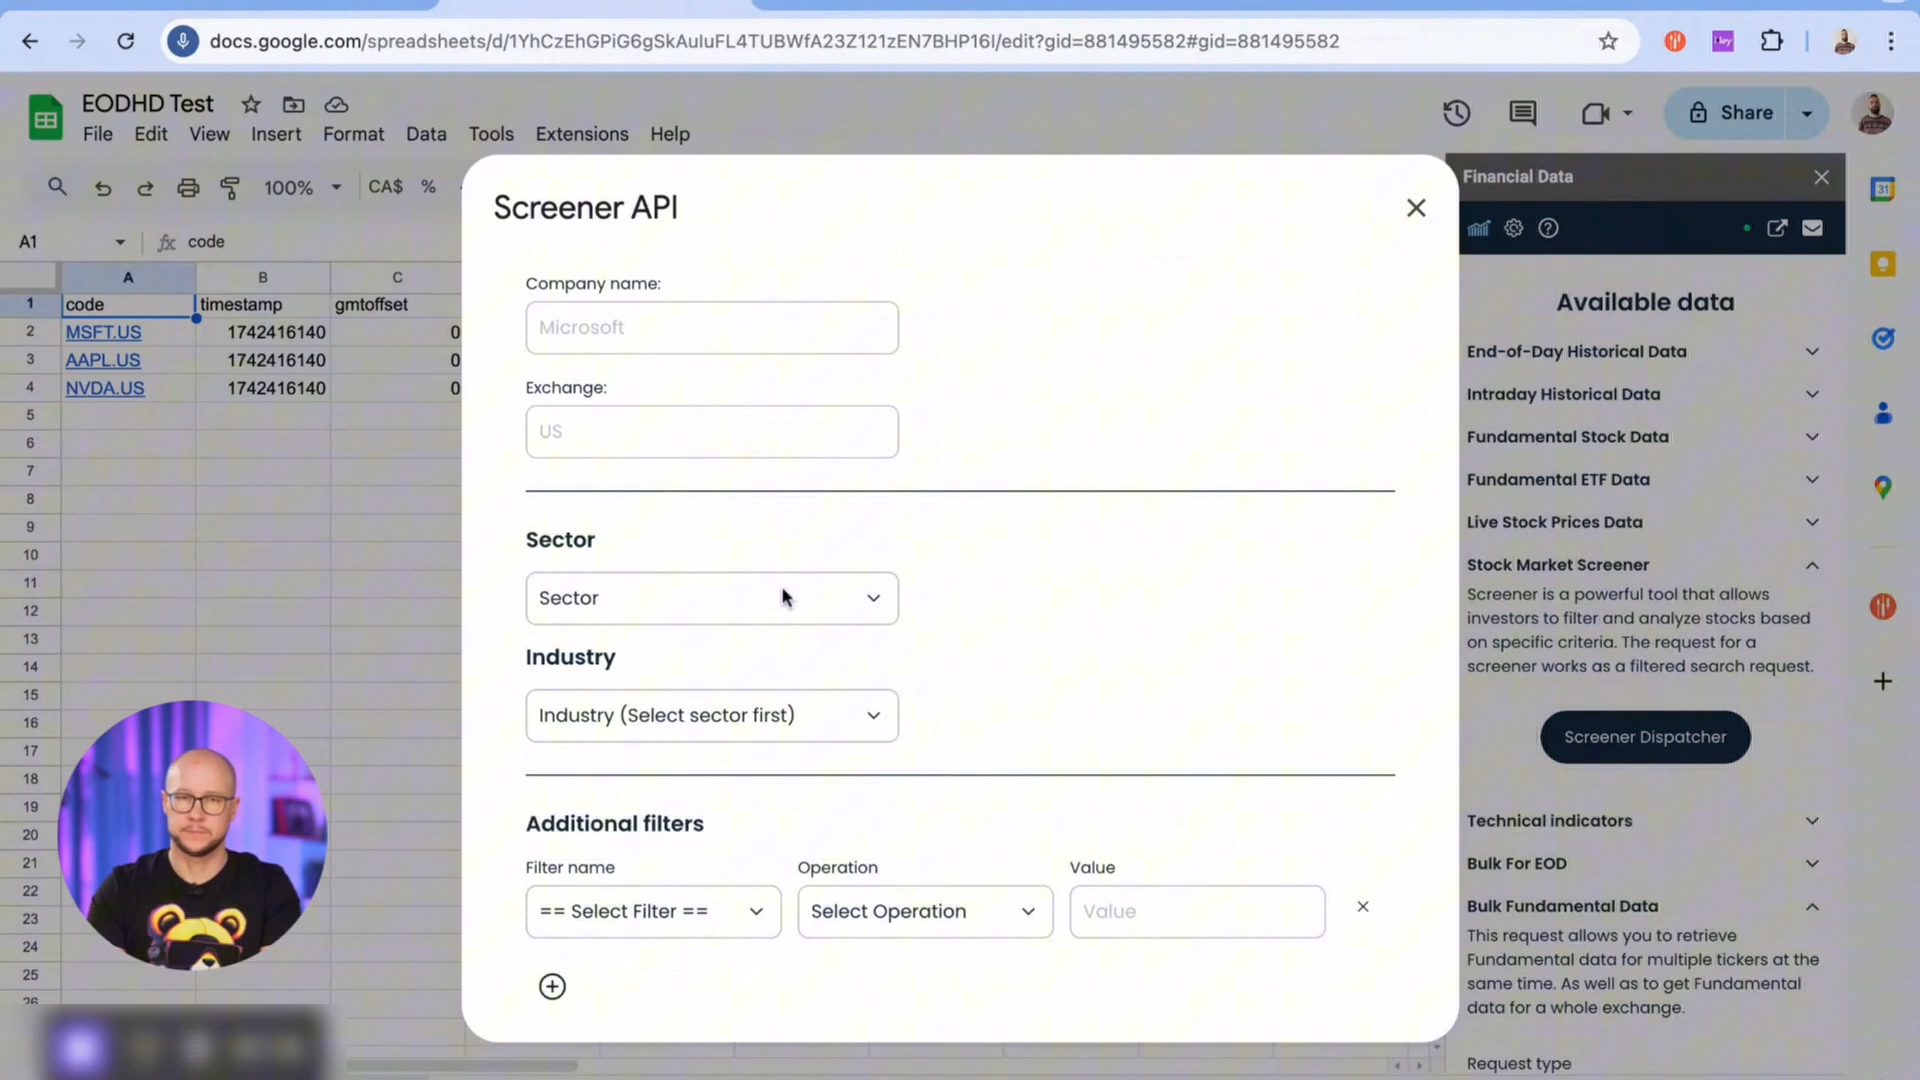 docs.google.com/spreadsheets/d/1YhCzEhGPiG6gSkAuIuFL4TUBWfA23Z121zEN7BHP16I/edit?gid=881495582#gid=881495582
Hey
EODHD Test
File Edit View Insert Format Data Tools Extensions Help
Share
100% CA$ %
A1 fx code
A B C
1 code timestamp gmtoffset
2 MSFT.US 1742416140 0
3 AAPL.US 1742416140 0
4 NVDA.US 1742416140 0
5
6
7
8
9
10
11
12
13
14
15
16
17
18
19
20
21
22
23
24
25
26
Screener API
Company name:
Microsoft
Exchange:
US
Sector
Sector
Industry
Industry (Select sector first)
Additional filters
Filter name Operation Value
== Select Filter == Select Operation Value
Financial Data
Available data
End-of-Day Historical Data
Intraday Historical Data
Fundamental Stock Data
Fundamental ETF Data
Live Stock Prices Data
Stock Market Screener
Screener is a powerful tool that allows
investors to filter and analyze stocks based
on specific criteria. The request for a
screener works as a filtered search request.
Screener Dispatcher
Technical indicators
Bulk For EOD
Bulk Fundamental Data
This request allows you to retrieve
Fundamental data for multiple tickers at the
same time. As well as to get Fundamental
data for a whole exchange.
Request type
31